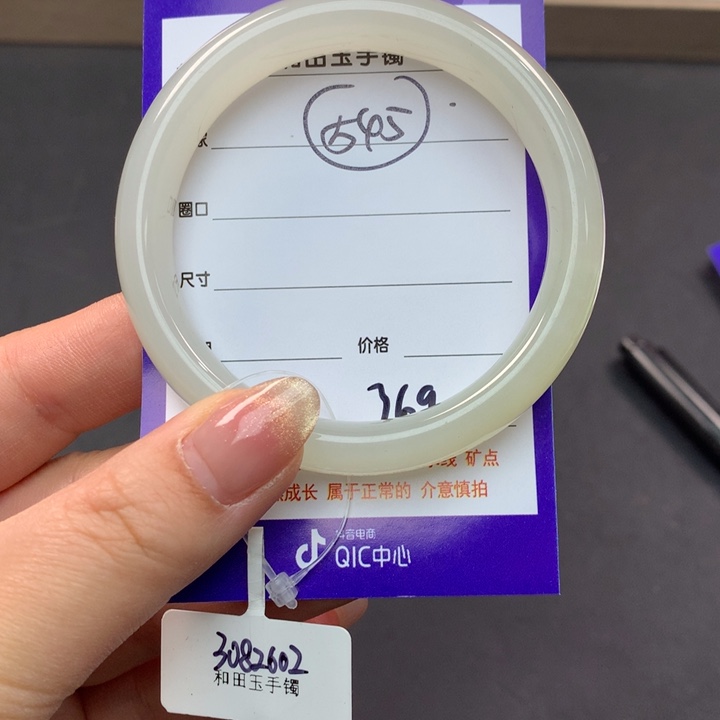 和田玉手镯
545
圈口
尺寸
价格
369
线 矿点
成长 属于正常的 介意慎拍
抖音电商
QIC中心
3082602
和田玉手镯